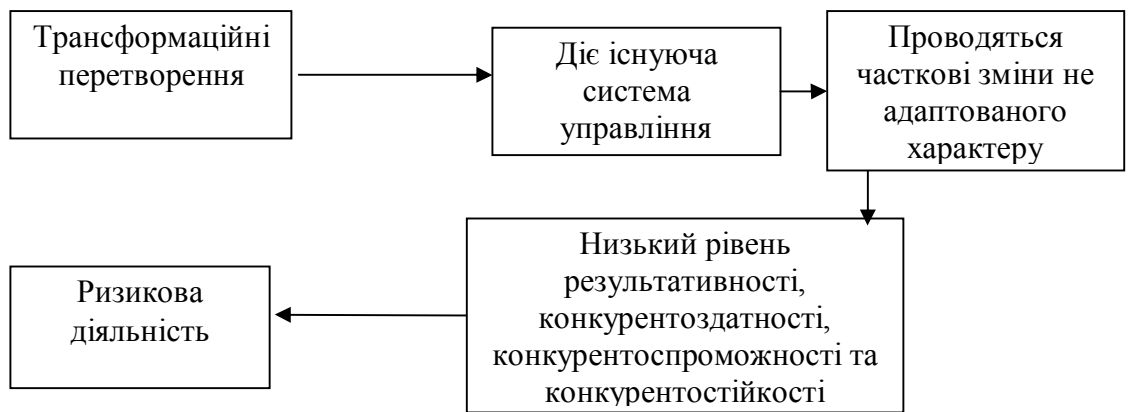 Трансформаційні
перетворення
Діє існуюча
система
управління
Проводяться
часткові зміни не
адаптованого
характеру
Низький рівень
результативності,
конкурентоздатності,
конкурентоспроможності та
конкурентостійкості
Ризикова
діяльність